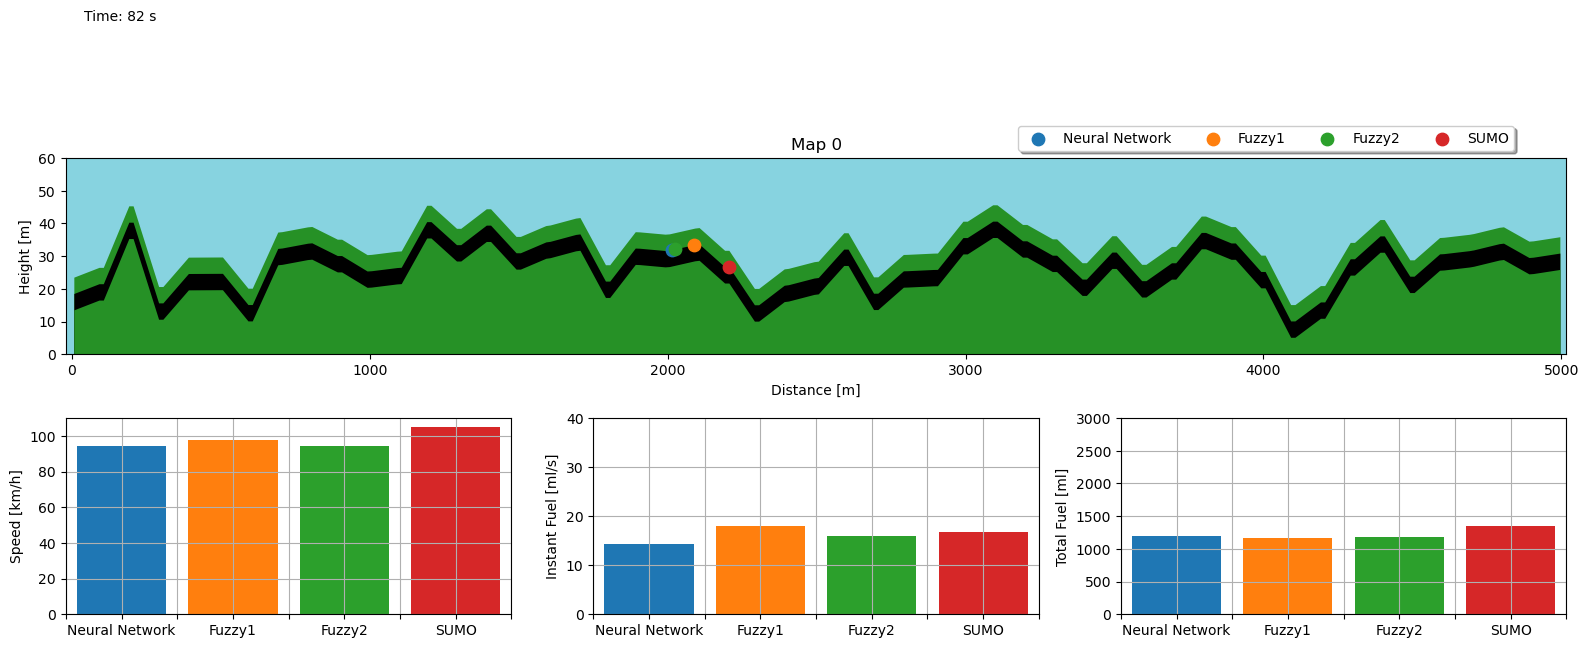 Time: 82 s
Map 0
Neural Network Fuzzy1 Fuzzy2 SUMO
Height [m]
60
50
40
30
20
10
0
0 1000 2000 3000 4000 5000
Distance [m]
Speed [km/h]
100
80
60
40
20
0
Neural Network Fuzzy1 Fuzzy2 SUMO
Instant Fuel [ml/s]
40
30
20
10
0
Neural Network Fuzzy1 Fuzzy2 SUMO
Total Fuel [ml]
3000
2500
2000
1500
1000
500
0
Neural Network Fuzzy1 Fuzzy2 SUMO